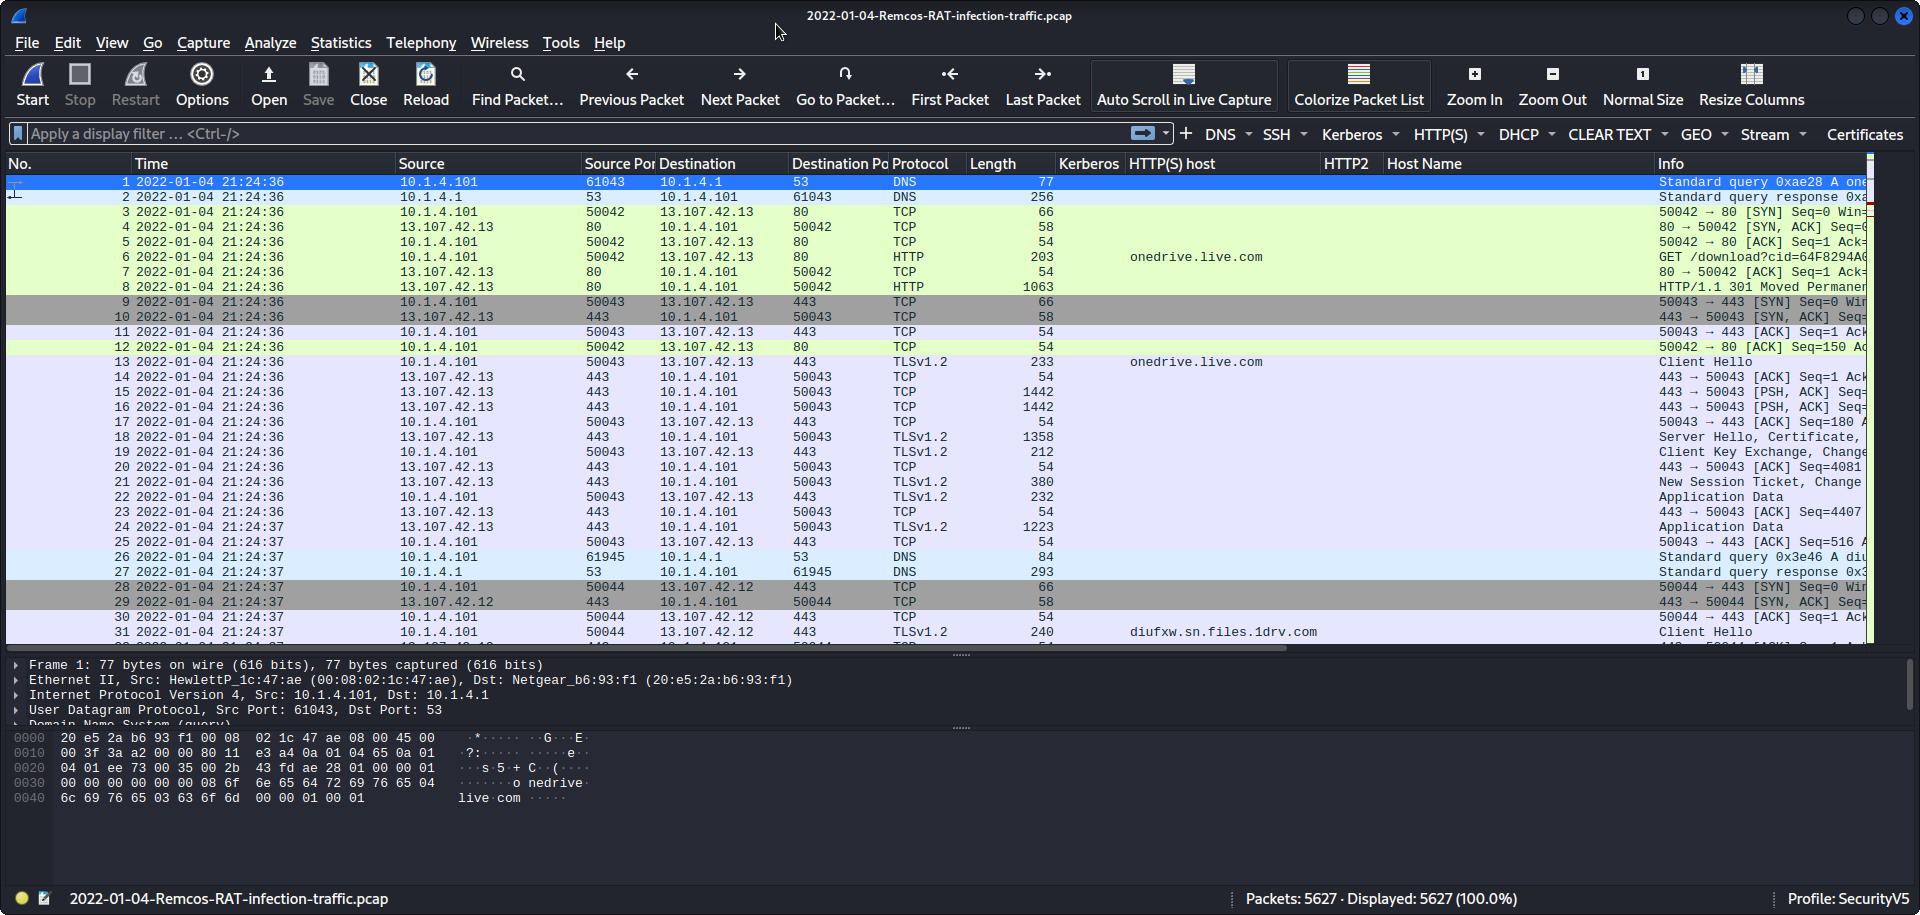 2022-01-04-Remcos-RAT-infection-traffic.pcap
File Edit View Go Capture Analyze Statistics Telephony Wireless Tools Help
Start Stop Restart Options Open Save Close Reload Find Packet... Previous Packet Next Packet Go to Packet... First Packet Last Packet Auto Scroll in Live Capture Colorize Packet List Zoom In Zoom Out Normal Size Resize Columns
Apply a display filter ... <Ctrl-/> + DNS SSH Kerberos HTTP(S) DHCP CLEAR TEXT GEO Stream Certificates
No. Time Source Source Por Destination Destination Po Protocol Length Kerberos HTTP(S) host HTTP2 Host Name Info
1 2022-01-04 21:24:36 10.1.4.101 61043 10.1.4.1 53 DNS 77 Standard query 0xae28 A one
2 2022-01-04 21:24:36 10.1.4.1 53 10.1.4.101 61043 DNS 256 Standard query response 0xa
3 2022-01-04 21:24:36 10.1.4.101 50042 13.107.42.13 80 TCP 66 50042 → 80 [SYN] Seq=0 Win=
4 2022-01-04 21:24:36 13.107.42.13 80 10.1.4.101 50042 TCP 58 80 → 50042 [SYN, ACK] Seq=0
5 2022-01-04 21:24:36 10.1.4.101 50042 13.107.42.13 80 TCP 54 50042 → 80 [ACK] Seq=1 Ack=
6 2022-01-04 21:24:36 10.1.4.101 50042 13.107.42.13 80 HTTP 203 onedrive.live.com GET /download?cid=64F8294A0
7 2022-01-04 21:24:36 13.107.42.13 80 10.1.4.101 50042 TCP 54 80 → 50042 [ACK] Seq=1 Ack=
8 2022-01-04 21:24:36 13.107.42.13 80 10.1.4.101 50042 HTTP 1063 HTTP/1.1 301 Moved Permanen
9 2022-01-04 21:24:36 10.1.4.101 50043 13.107.42.13 443 TCP 66 50043 → 443 [SYN] Seq=0 Win
10 2022-01-04 21:24:36 13.107.42.13 443 10.1.4.101 50043 TCP 58 443 → 50043 [SYN, ACK] Seq=
11 2022-01-04 21:24:36 10.1.4.101 50043 13.107.42.13 443 TCP 54 50043 → 443 [ACK] Seq=1 Ack
12 2022-01-04 21:24:36 10.1.4.101 50042 13.107.42.13 80 TCP 54 50042 → 80 [ACK] Seq=150 Ac
13 2022-01-04 21:24:36 10.1.4.101 50043 13.107.42.13 443 TLSv1.2 233 onedrive.live.com Client Hello
14 2022-01-04 21:24:36 13.107.42.13 443 10.1.4.101 50043 TCP 54 443 → 50043 [ACK] Seq=1 Ack
15 2022-01-04 21:24:36 13.107.42.13 443 10.1.4.101 50043 TCP 1442 443 → 50043 [PSH, ACK] Seq=
16 2022-01-04 21:24:36 13.107.42.13 443 10.1.4.101 50043 TCP 1442 443 → 50043 [PSH, ACK] Seq=
17 2022-01-04 21:24:36 10.1.4.101 50043 13.107.42.13 443 TCP 54 50043 → 443 [ACK] Seq=180 A
18 2022-01-04 21:24:36 13.107.42.13 443 10.1.4.101 50043 TLSv1.2 1358 Server Hello, Certificate,
19 2022-01-04 21:24:36 10.1.4.101 50043 13.107.42.13 443 TLSv1.2 212 Client Key Exchange, Change
20 2022-01-04 21:24:36 13.107.42.13 443 10.1.4.101 50043 TCP 54 443 → 50043 [ACK] Seq=4081
21 2022-01-04 21:24:36 13.107.42.13 443 10.1.4.101 50043 TLSv1.2 380 New Session Ticket, Change
22 2022-01-04 21:24:36 10.1.4.101 50043 13.107.42.13 443 TLSv1.2 232 Application Data
23 2022-01-04 21:24:36 13.107.42.13 443 10.1.4.101 50043 TCP 54 443 → 50043 [ACK] Seq=4407
24 2022-01-04 21:24:37 13.107.42.13 443 10.1.4.101 50043 TLSv1.2 1223 Application Data
25 2022-01-04 21:24:37 10.1.4.101 50043 13.107.42.13 443 TCP 54 50043 → 443 [ACK] Seq=516 A
26 2022-01-04 21:24:37 10.1.4.101 61945 10.1.4.1 53 DNS 84 Standard query 0x3e46 A diu
27 2022-01-04 21:24:37 10.1.4.1 53 10.1.4.101 61945 DNS 293 Standard query response 0x3
28 2022-01-04 21:24:37 10.1.4.101 50044 13.107.42.12 443 TCP 66 50044 → 443 [SYN] Seq=0 Win
29 2022-01-04 21:24:37 13.107.42.12 443 10.1.4.101 50044 TCP 58 443 → 50044 [SYN, ACK] Seq=
30 2022-01-04 21:24:37 10.1.4.101 50044 13.107.42.12 443 TCP 54 50044 → 443 [ACK] Seq=1 Ack
31 2022-01-04 21:24:37 10.1.4.101 50044 13.107.42.12 443 TLSv1.2 240 diufxw.sn.files.1drv.com Client Hello
Frame 1: 77 bytes on wire (616 bits), 77 bytes captured (616 bits)
Ethernet II, Src: HewlettP_1c:47:ae (00:08:02:1c:47:ae), Dst: Netgear_b6:93:f1 (20:e5:2a:b6:93:f1)
Internet Protocol Version 4, Src: 10.1.4.101, Dst: 10.1.4.1
User Datagram Protocol, Src Port: 61043, Dst Port: 53
Domain Name System (query)
0000 20 e5 2a b6 93 f1 00 08 02 1c 47 ae 08 00 45 00 ·*····· ··G···E·
0010 00 3f 3a a2 00 00 80 11 e3 a4 0a 01 04 65 0a 01 ·?:····· ·····e··
0020 04 01 ee 73 00 35 00 2b 43 fd ae 28 01 00 00 01 ···s·5·+ C··(····
0030 00 00 00 00 00 00 08 6f 6e 65 64 72 69 76 65 04 ·······o nedrive·
0040 6c 69 76 65 03 63 6f 6d 00 00 01 00 01 live·com ·····
2022-01-04-Remcos-RAT-infection-traffic.pcap Packets: 5627 · Displayed: 5627 (100.0%) Profile: SecurityV5